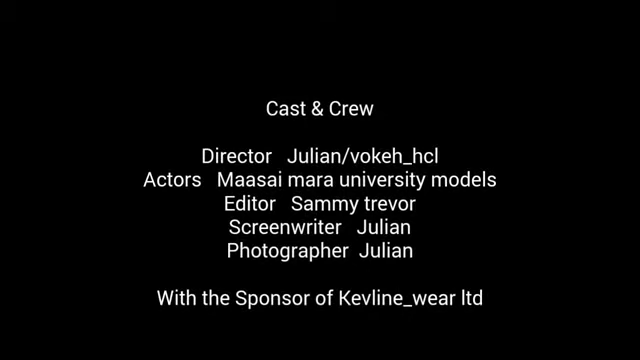 Cast & Crew
Director Julian/vokeh_hcl
Actors Maasai mara university models
Editor Sammy trevor
Screenwriter Julian
Photographer Julian
With the Sponsor of Kevline_wear ltd